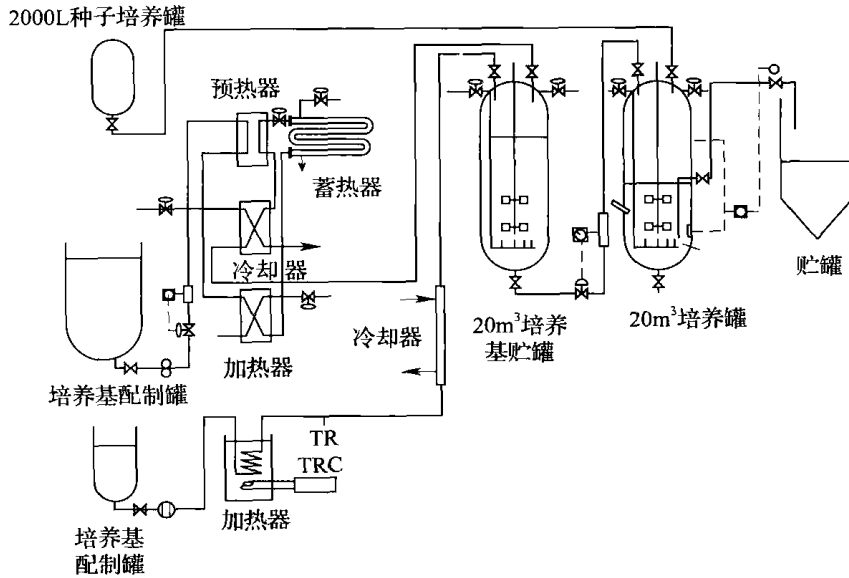 2000L种子培养罐
预热器
蓄热器
冷却器
加热器
培养基配制罐
冷却器
20m³培养
基贮罐
20m³培养罐
贮罐
TR
TRC
加热器
培养基
配制罐